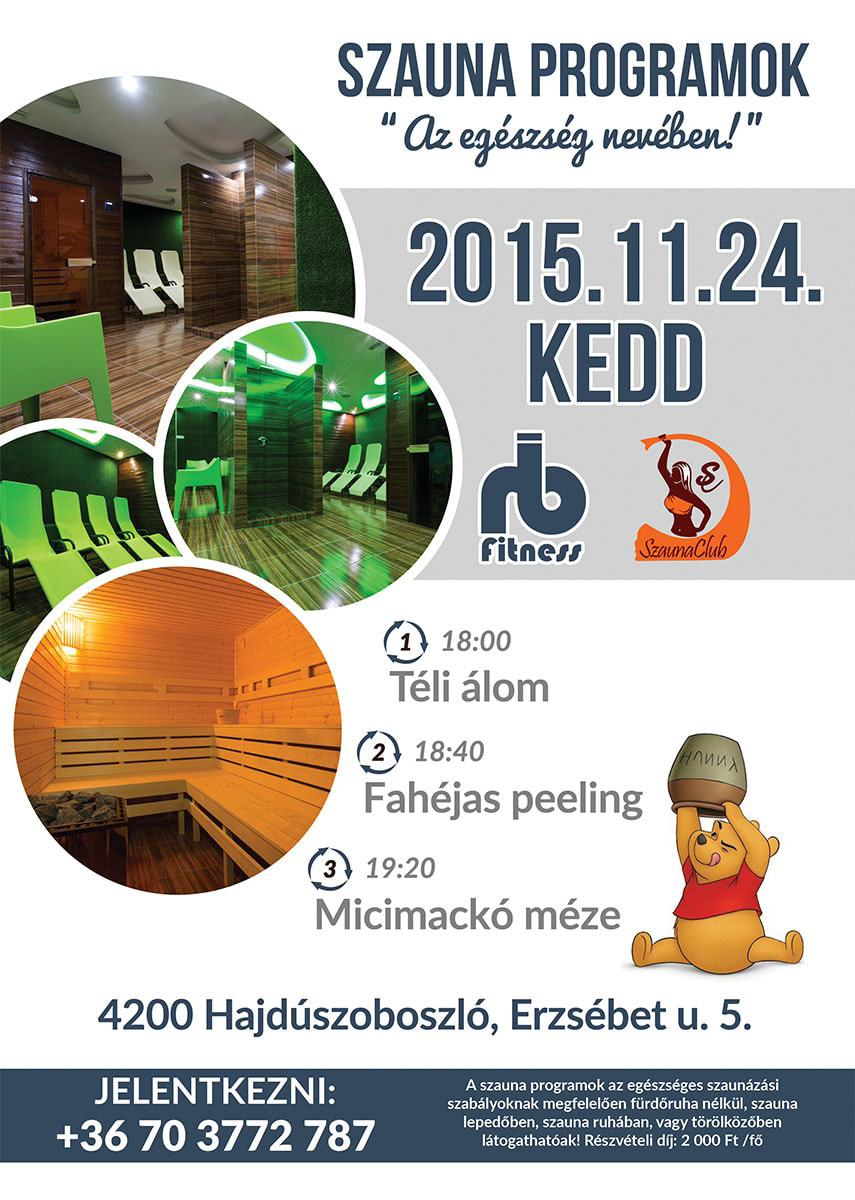 SZAUNA PROGRAMOK
“Az egészség nevében!”
2015.11.24.
KEDD
rb
Fitness
SC
SzaunaClub
1 18:00
Téli álom
2 18:40
Fahéjas peeling
3 19:20
Micimackó méze
HUNNY
4200 Hajdúszoboszló, Erzsébet u. 5.
JELENTKEZNI:
+36 70 3772 787
A szauna programok az egészséges szaunázási
szabályoknak megfelelően fürdőruha nélkül, szauna
lepedőben, szauna ruhában, vagy törölközőben
látogathatóak! Részvételi díj: 2 000 Ft /fő